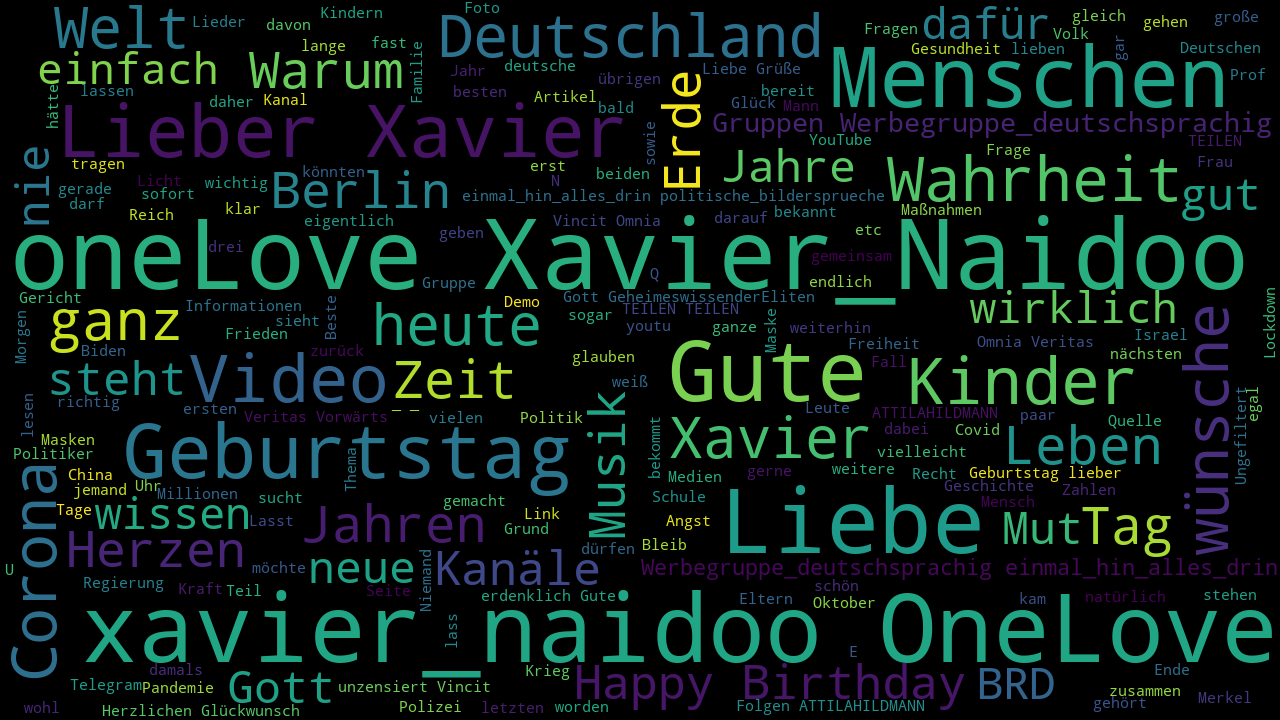 Welt Lieder davon Kindern Foto Deutschland dafür Fragen gleich gehen große
lange fast Volk
einfach Warum Familie Gesundheit lieben gar Deutschen
lassen Jahr deutsche übrigen Liebe Grüße Menschen Prof
hätten daher Kanal besten Artikel bald Erde Glück bereit Mann
Lieber Xavier sowie Gruppen Werbegruppe_deutschsprachig
YouTube TEILEN
nie tragen erst Jahre Frage Wahrheit Frau
gerade Licht wichtig könnten N beiden
darf sofort Berlin einmal_hin_alles_drin politische_bildersprueche gut
Reich klar eigentlich Vincit Omnia darauf bekannt Maßnahmen
drei geben etc
oneLove Xavier_Naidoo
gemeinsam
Gruppe Q endlich
Gericht Informationen Demo Gott GeheimeswissenderEliten
ganz heute sogar TEILEN TEILEN wirklich Lockdown
Morgen Frieden sieht Beste youtu ganze Maske weiterhin Freiheit Omnia Veritas Israel
Biden zurück glauben Gute Fall nächsten
steht Video Zeit weiß Kinder wünsche
richtig ersten _ _
lesen Veritas Vorwärts vielen Politik Leute ATTILAHILDMANN paar Quelle egal
Masken Geburtstag Musik bekommt Xavier dabei Covid Leben Ungefiltert
Politiker Thema vielleicht
China gerne weitere Recht Geburtstag lieber
jemand Uhr Millionen sucht gemacht Medien Geschichte Zahlen
Corona Tage wissen Lasst Jahren Link Schule Liebe Mensch Mut Tag
Grund Angst
Herzen dürfen Bleib
U möchte neue Kanäle Werbegruppe_deutschsprachig einmal_hin_alles_drin
Regierung Kraft Teil Seite Niemand erdenklich Gute schön
Eltern Oktober kam natürlich stehen
xavier_naidoo OneLove
lass
damals E
Krieg Ende
Telegram Pandemie Gott unzensiert Vincit Happy Birthday BRD zusammen
wohl Herzlichen Glückwunsch Polizei letzten worden Folgen ATTILAHILDMANN gehört Merkel